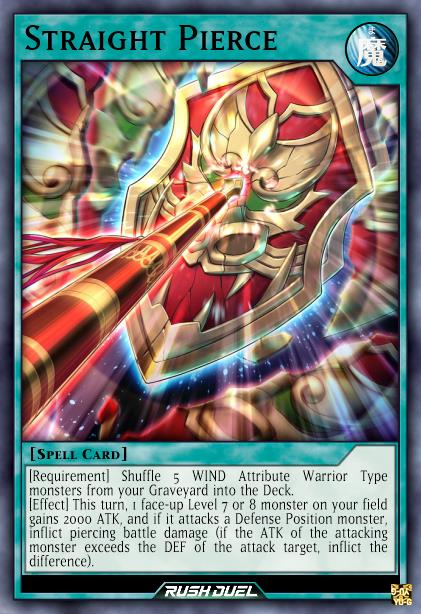 STRAIGHT PIERCE
ま
魔
[SPELL CARD]
[Requirement] Shuffle 5 WIND Attribute Warrior Type
monsters from your Graveyard into the Deck.
[Effect] This turn, 1 face-up Level 7 or 8 monster on your field
gains 2000 ATK, and if it attacks a Defense Position monster,
inflict piercing battle damage (if the ATK of the attacking
monster exceeds the DEF of the attack target, inflict the
difference).
RUSH DUEL